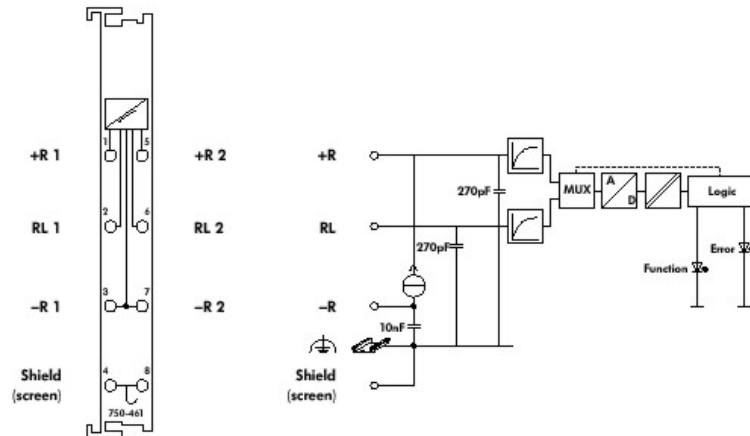 1 5
+R 1 +R 2 +R
270pF MUX A D Logic
2 6
RL 1 RL 2 RL
270pF
Error
Function
3 7
–R 1 –R 2 –R
10nF
4 8
Shield Shield
(screen) (screen)
750-461